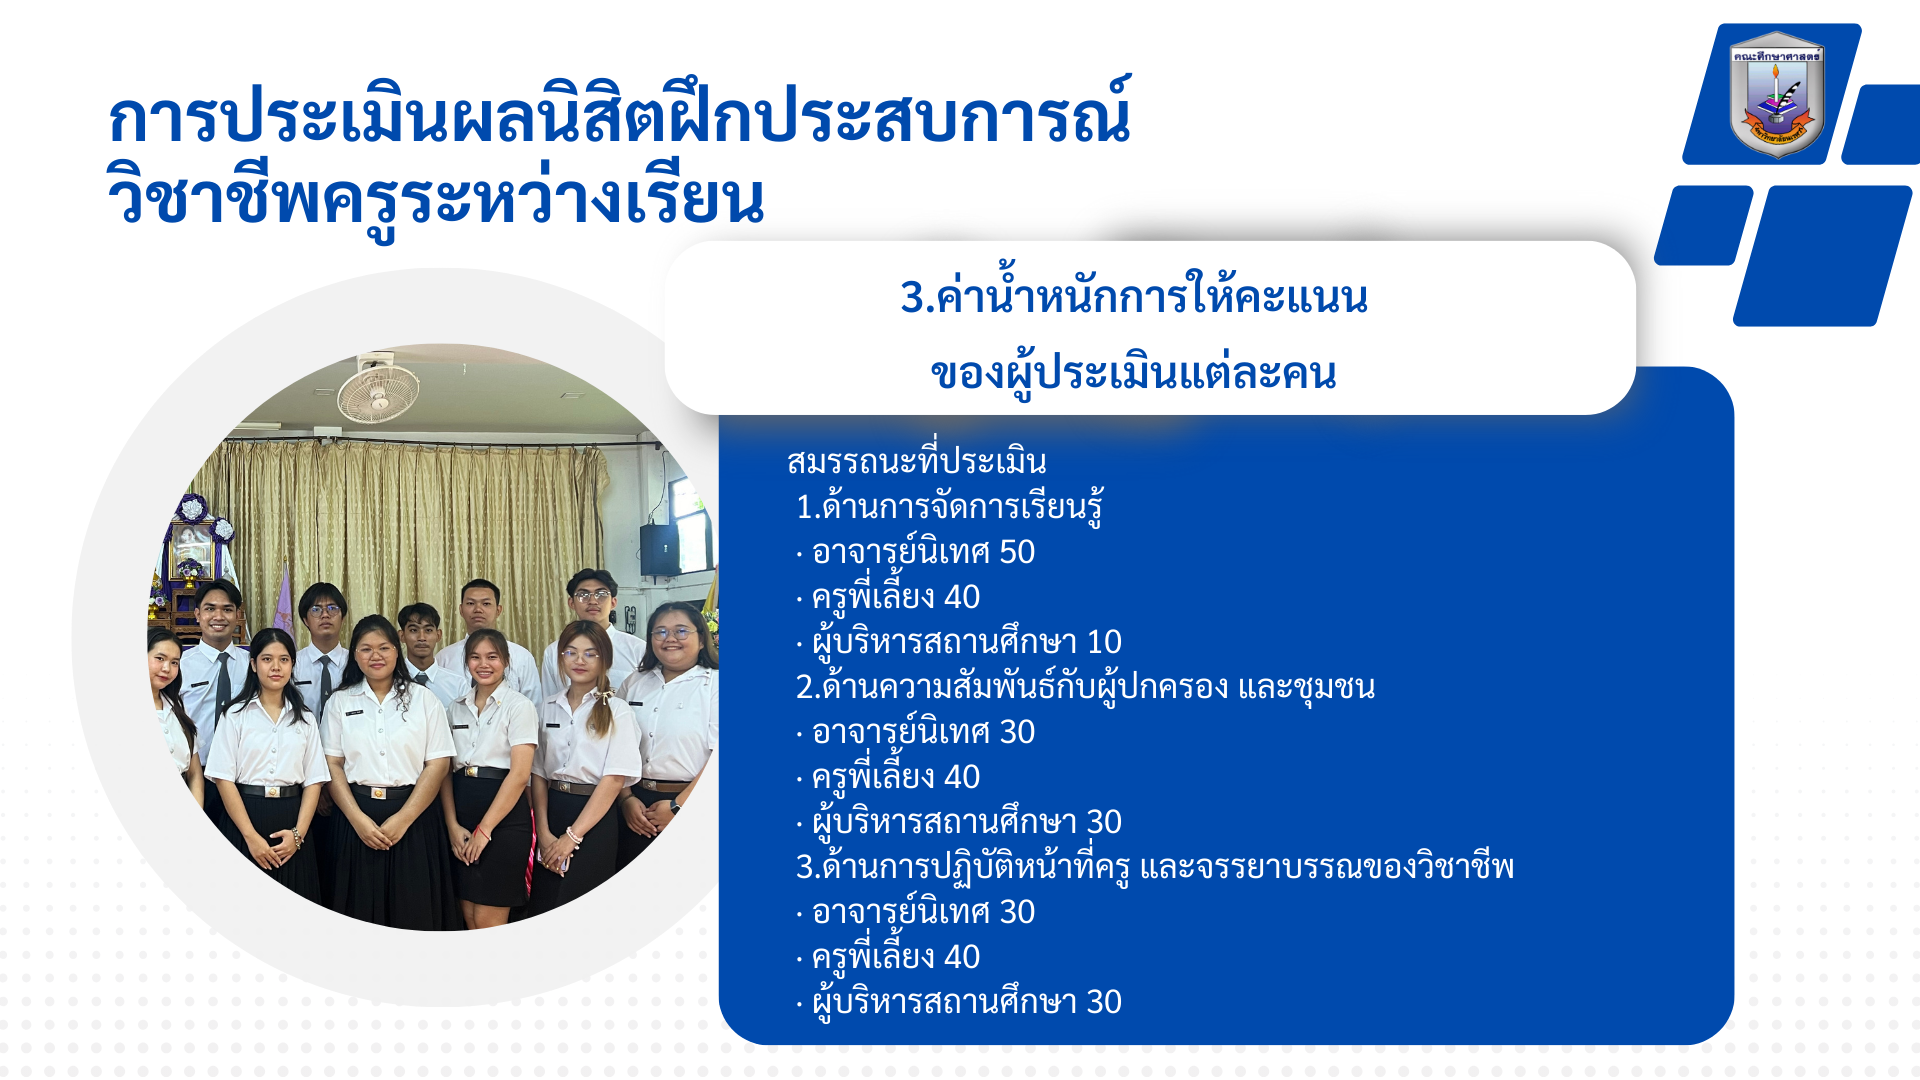 คณะศึกษาศาสตร์
การประเมินผลนิสิตฝึกประสบการณ์
วิชาชีพครูระหว่างเรียน
3.ค่าน้ำหนักการให้คะแนน
ของผู้ประเมินแต่ละคน
สมรรถนะที่ประเมิน
1.ด้านการจัดการเรียนรู้
· อาจารย์นิเทศ 50
· ครูพี่เลี้ยง 40
· ผู้บริหารสถานศึกษา 10
2.ด้านความสัมพันธ์กับผู้ปกครอง และชุมชน
· อาจารย์นิเทศ 30
· ครูพี่เลี้ยง 40
· ผู้บริหารสถานศึกษา 30
3.ด้านการปฏิบัติหน้าที่ครู และจรรยาบรรณของวิชาชีพ
· อาจารย์นิเทศ 30
· ครูพี่เลี้ยง 40
· ผู้บริหารสถานศึกษา 30